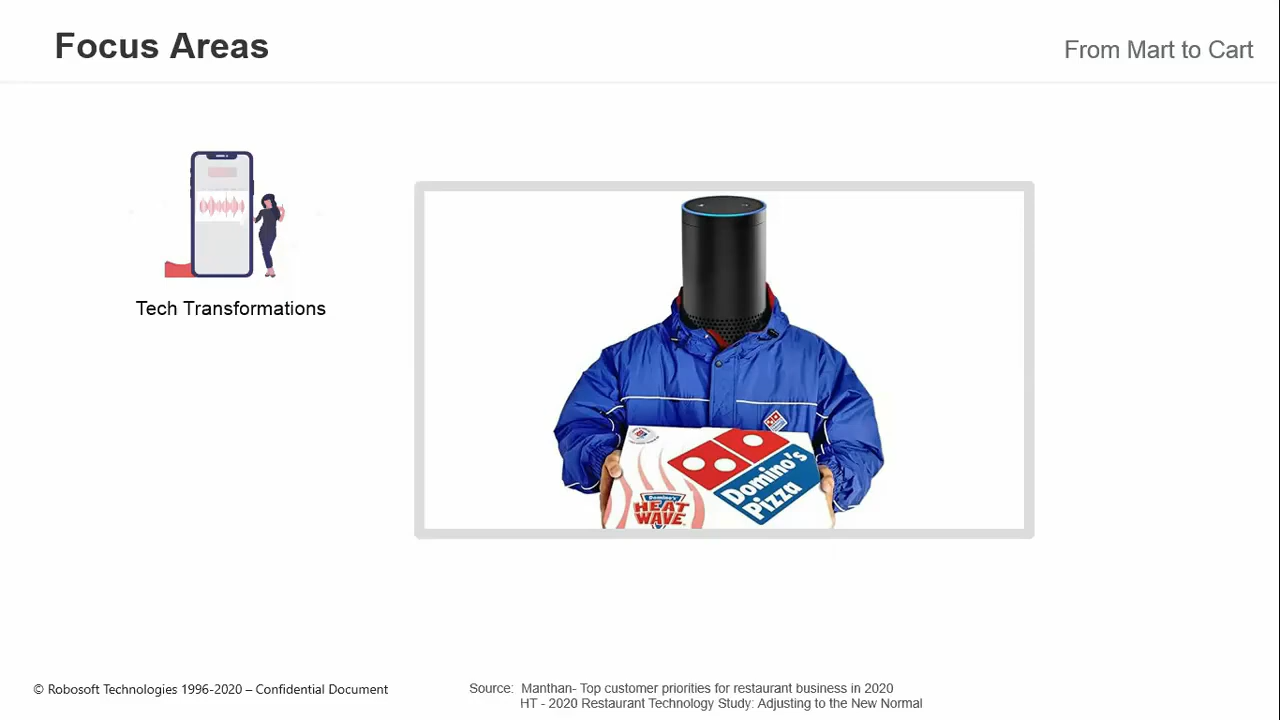 Focus Areas
From Mart to Cart
Tech Transformations
Domino's
Pizza
Domino's
HEAT
WAVE
© Robosoft Technologies 1996-2020 – Confidential Document
Source: Manthan- Top customer priorities for restaurant business in 2020
HT - 2020 Restaurant Technology Study: Adjusting to the New Normal